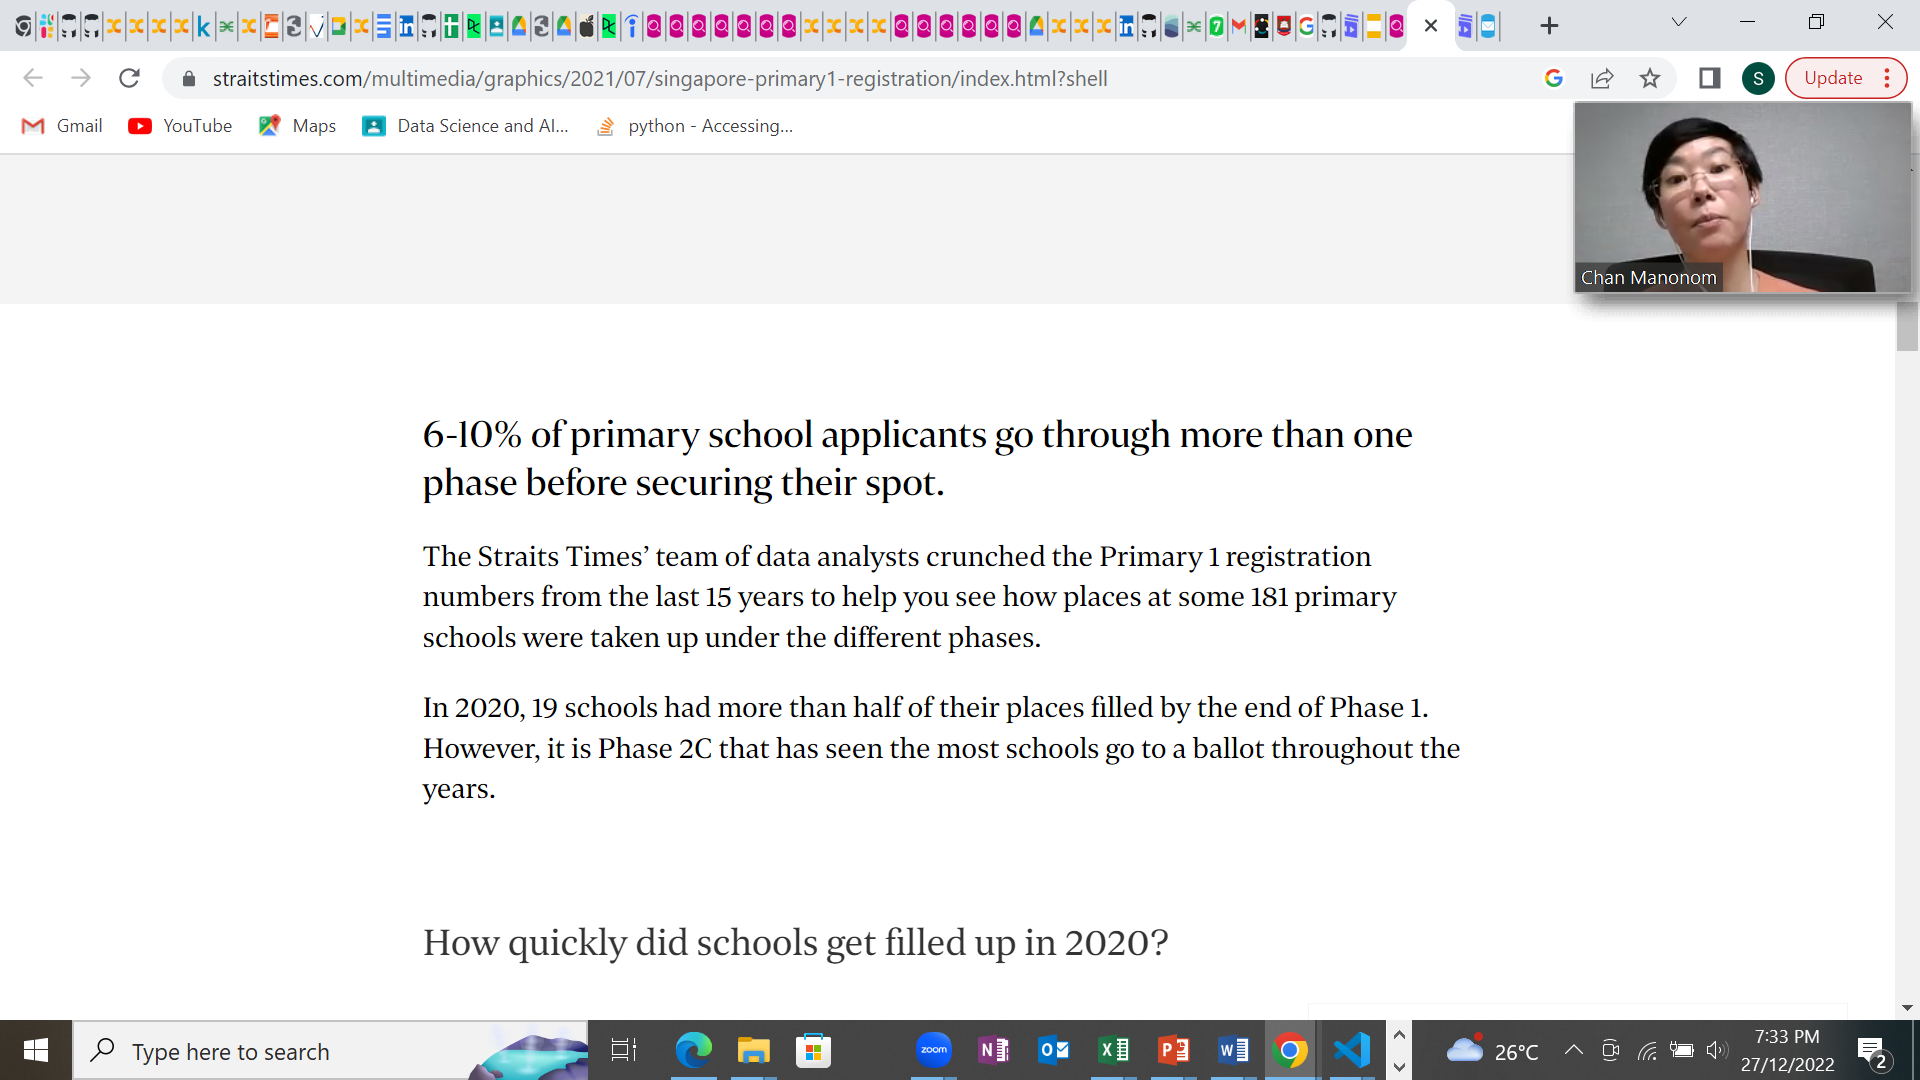 straitstimes.com/multimedia/graphics/2021/07/singapore-primary1-registration/index.html?shell
S
Update
Gmail
YouTube
Maps
Data Science and AI...
python - Accessing...
Chan Manonom
6-10% of primary school applicants go through more than one
phase before securing their spot.
The Straits Times’ team of data analysts crunched the Primary 1 registration
numbers from the last 15 years to help you see how places at some 181 primary
schools were taken up under the different phases.
In 2020, 19 schools had more than half of their places filled by the end of Phase 1.
However, it is Phase 2C that has seen the most schools go to a ballot throughout the
years.
How quickly did schools get filled up in 2020?
Type here to search
zoom
26°C
7:33 PM
27/12/2022
2